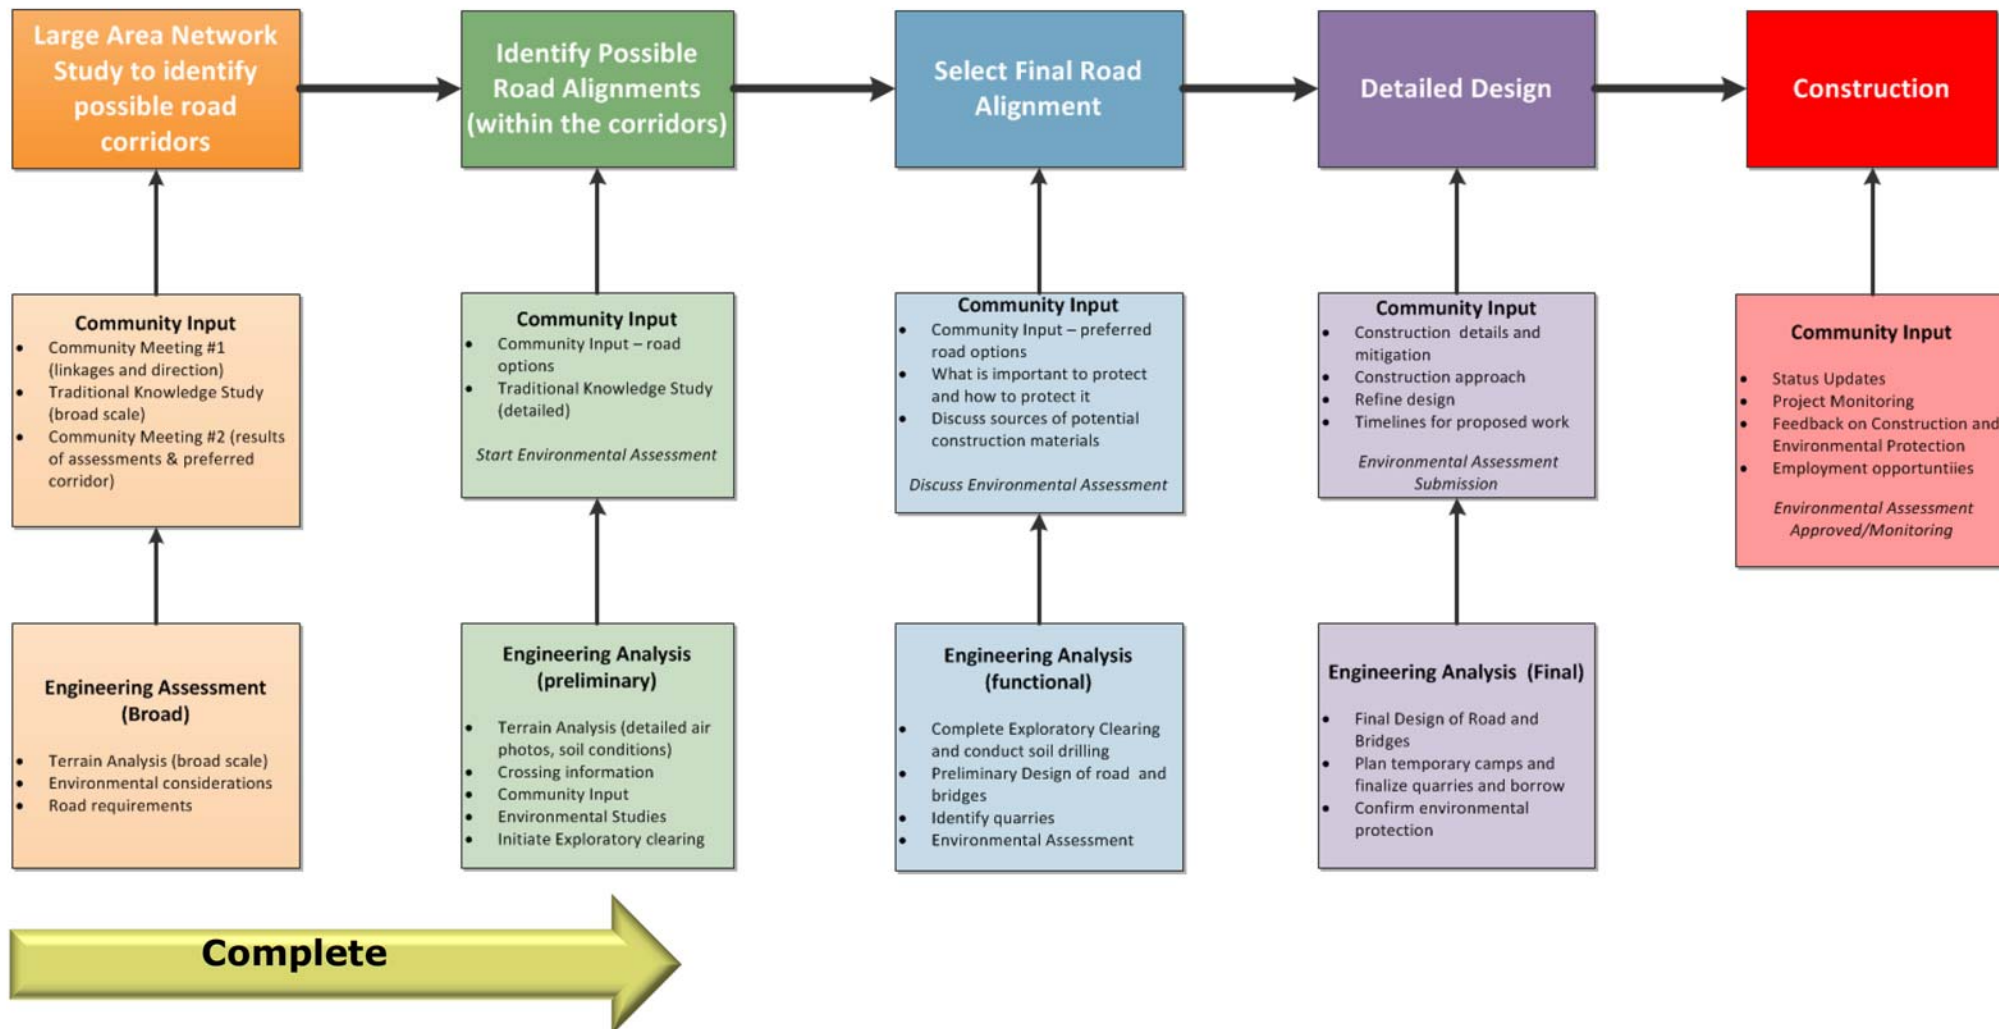 Large Area Network
Study to identify
possible road
corridors
Identify Possible
Road Alignments
(within the corridors)
Select Final Road
Alignment
Detailed Design
Construction
Community Input
• Community Meeting #1
(linkages and direction)
• Traditional Knowledge Study
(broad scale)
• Community Meeting #2 (results
of assessments & preferred
corridor)
Community Input
• Community Input – road
options
• Traditional Knowledge Study
(detailed)
Start Environmental Assessment
Community Input
• Community Input – preferred
road options
• What is important to protect
and how to protect it
• Discuss sources of potential
construction materials
Discuss Environmental Assessment
Community Input
• Construction details and
mitigation
• Construction approach
• Refine design
• Timelines for proposed work
Environmental Assessment
Submission
Community Input
• Status Updates
• Project Monitoring
• Feedback on Construction and
Environmental Protection
• Employment opportuntiies
Environmental Assessment
Approved/Monitoring
Engineering Assessment
(Broad)
• Terrain Analysis (broad scale)
• Environmental considerations
• Road requirements
Engineering Analysis
(preliminary)
• Terrain Analysis (detailed air
photos, soil conditions)
• Crossing information
• Community Input
• Environmental Studies
• Initiate Exploratory clearing
Engineering Analysis
(functional)
• Complete Exploratory Clearing
and conduct soil drilling
• Preliminary Design of road and
bridges
• Identify quarries
• Environmental Assessment
Engineering Analysis (Final)
• Final Design of Road and
Bridges
• Plan temporary camps and
finalize quarries and borrow
• Confirm environmental
protection
Complete